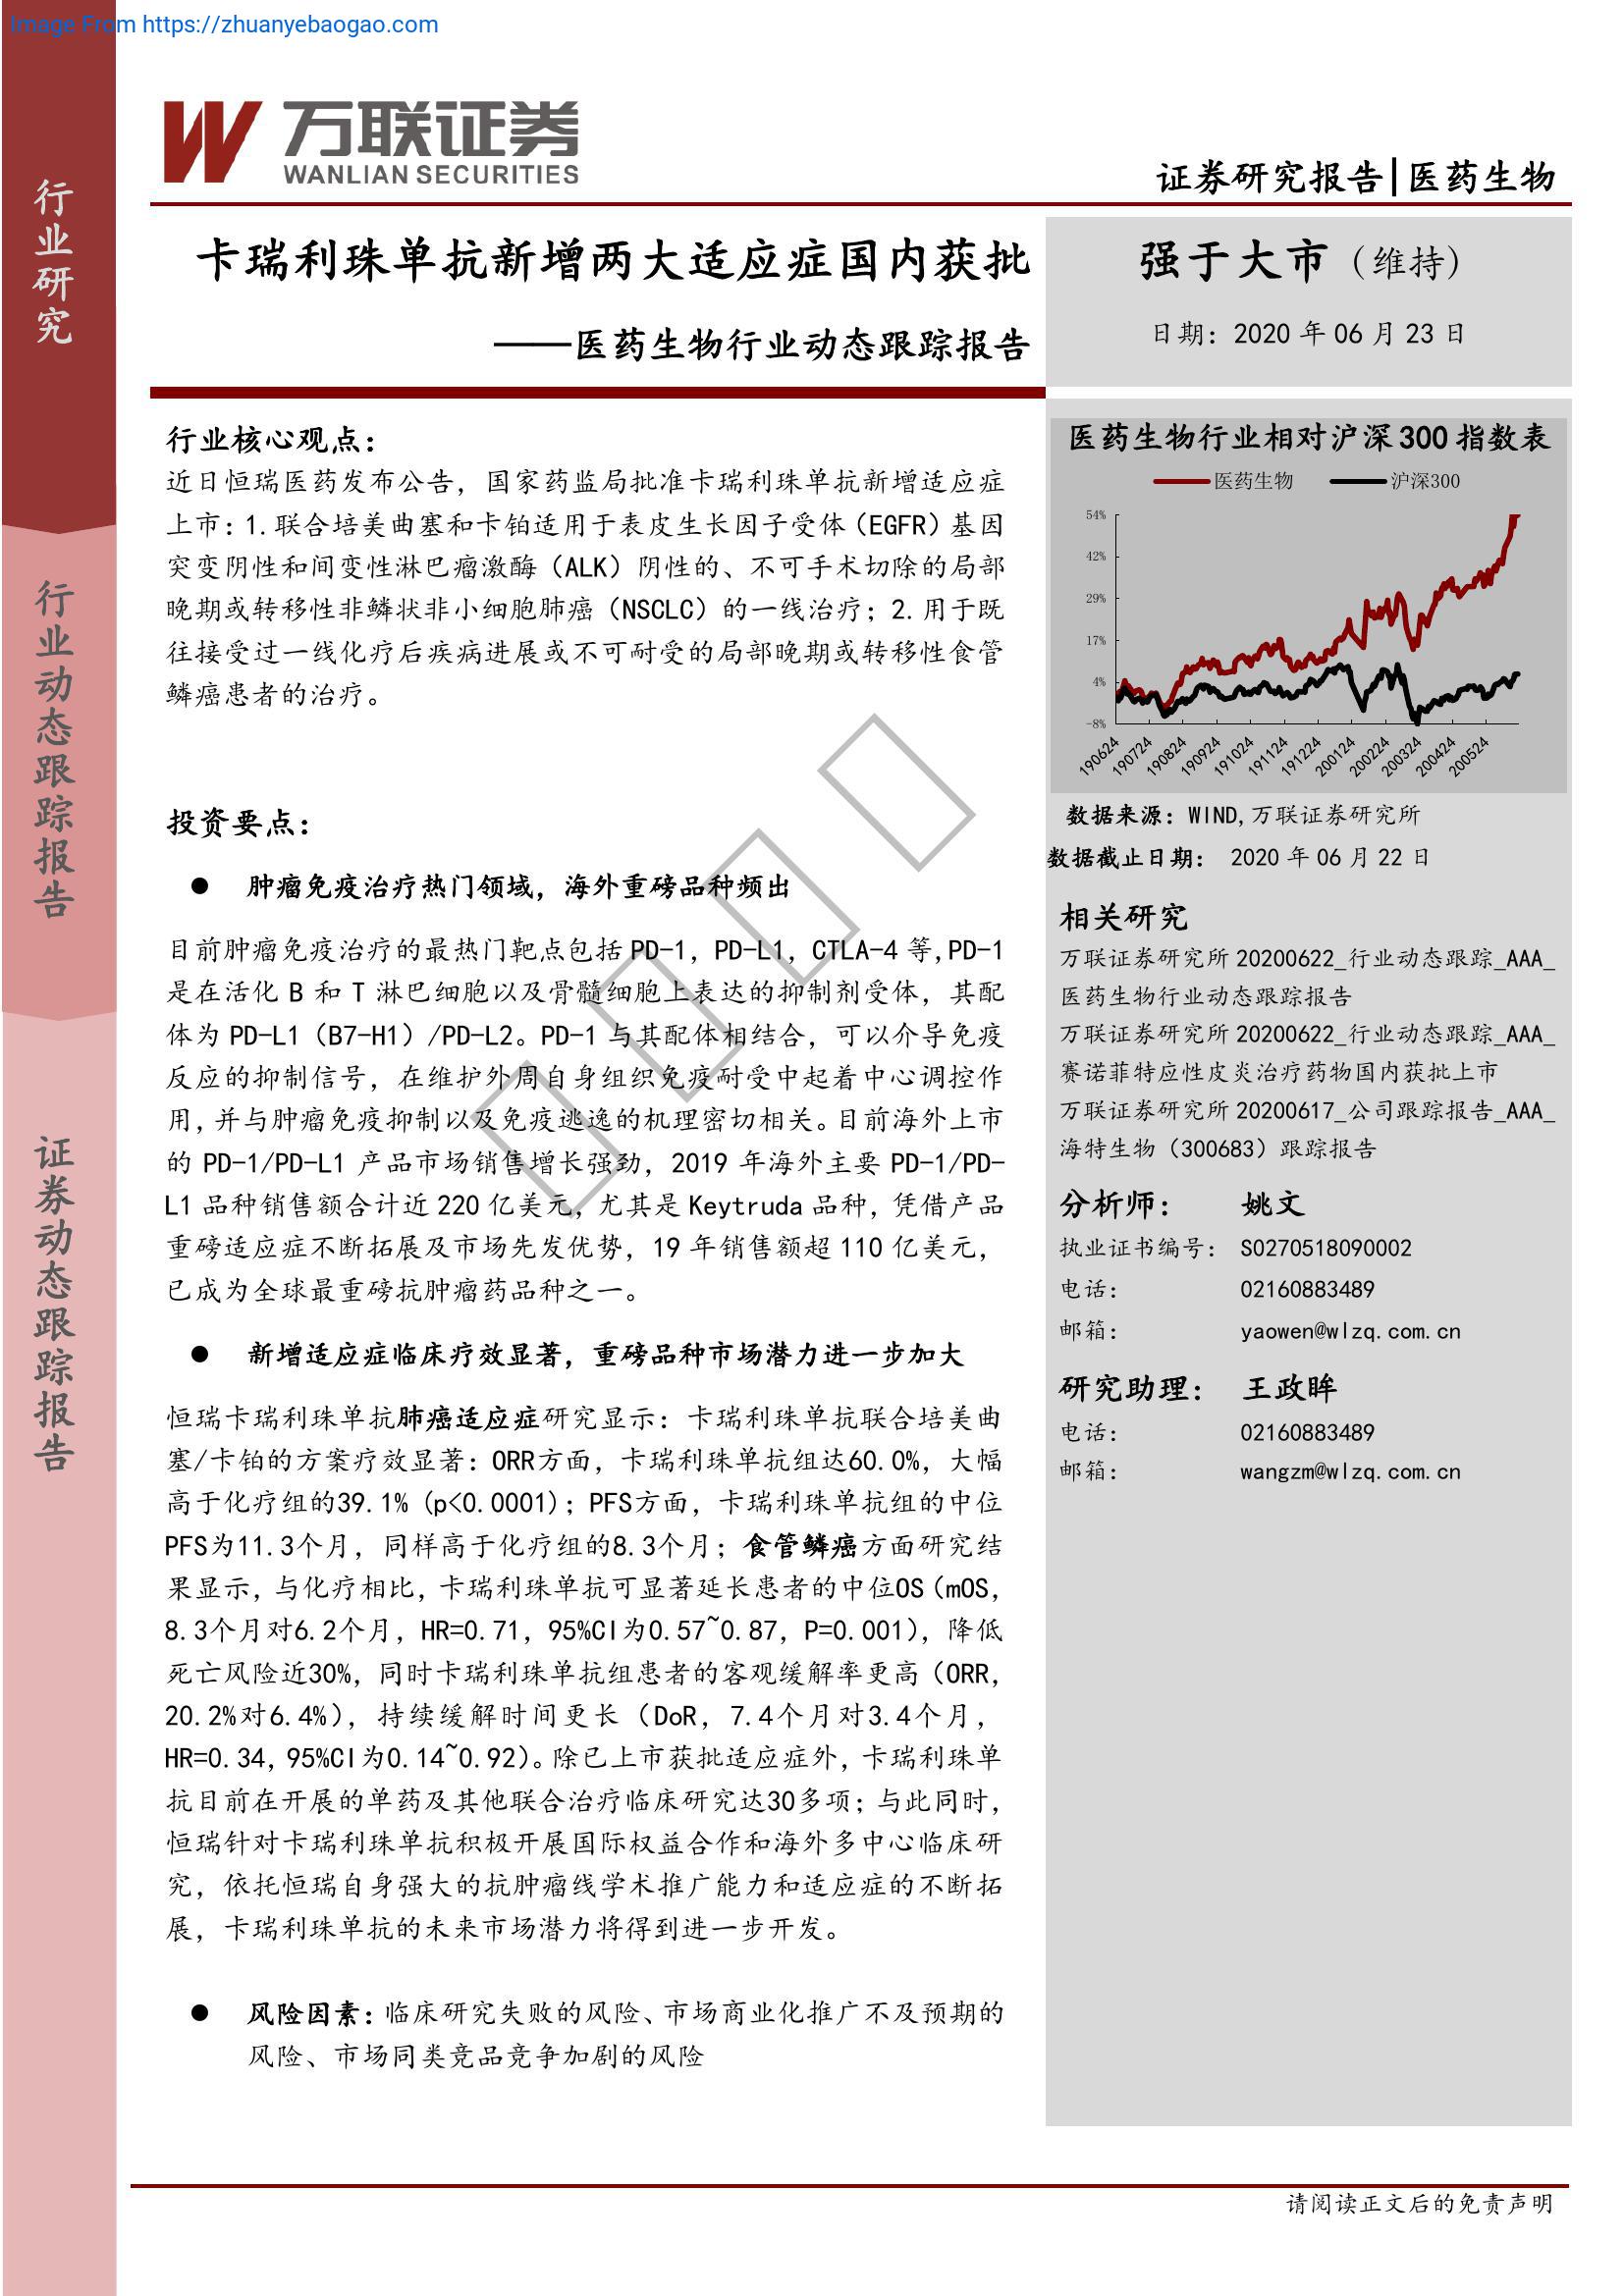 Image From https://zhuanyebaogao.com
万联证券
WANLIAN SECURITIES
证券研究报告|医药生物
行业研究
行业动态跟踪报告
证券动态跟踪报告
卡瑞利珠单抗新增两大适应症国内获批
——医药生物行业动态跟踪报告
强于大市（维持）
日期：2020 年 06 月 23 日
行业核心观点：
近日恒瑞医药发布公告，国家药监局批准卡瑞利珠单抗新增适应症
上市：1.联合培美曲塞和卡铂适用于表皮生长因子受体（EGFR）基因
突变阴性和间变性淋巴瘤激酶（ALK）阴性的、不可手术切除的局部
晚期或转移性非鳞状非小细胞肺癌（NSCLC）的一线治疗；2.用于既
往接受过一线化疗后疾病进展或不可耐受的局部晚期或转移性食管
鳞癌患者的治疗。
投资要点：
● 肿瘤免疫治疗热门领域，海外重磅品种频出
目前肿瘤免疫治疗的最热门靶点包括 PD-1，PD-L1，CTLA-4 等,PD-1
是在活化 B 和 T 淋巴细胞以及骨髓细胞上表达的抑制剂受体，其配
体为 PD-L1（B7-H1）/PD-L2。PD-1 与其配体相结合，可以介导免疫
反应的抑制信号，在维护外周自身组织免疫耐受中起着中心调控作
用，并与肿瘤免疫抑制以及免疫逃逸的机理密切相关。目前海外上市
的 PD-1/PD-L1 产品市场销售增长强劲，2019 年海外主要 PD-1/PD-
L1 品种销售额合计近 220 亿美元，尤其是 Keytruda 品种，凭借产品
重磅适应症不断拓展及市场先发优势，19 年销售额超 110 亿美元，
已成为全球最重磅抗肿瘤药品种之一。
● 新增适应症临床疗效显著，重磅品种市场潜力进一步加大
恒瑞卡瑞利珠单抗肺癌适应症研究显示：卡瑞利珠单抗联合培美曲
塞/卡铂的方案疗效显著：ORR方面，卡瑞利珠单抗组达60.0%，大幅
高于化疗组的39.1% (p<0.0001)；PFS方面，卡瑞利珠单抗组的中位
PFS为11.3个月，同样高于化疗组的8.3个月；食管鳞癌方面研究结
果显示，与化疗相比，卡瑞利珠单抗可显著延长患者的中位OS（mOS，
8.3个月对6.2个月，HR=0.71，95%CI为0.57~0.87，P=0.001），降低
死亡风险近30%，同时卡瑞利珠单抗组患者的客观缓解率更高（ORR，
20.2%对6.4%），持续缓解时间更长（DoR，7.4个月对3.4个月，
HR=0.34，95%CI为0.14~0.92）。除已上市获批适应症外，卡瑞利珠单
抗目前在开展的单药及其他联合治疗临床研究达30多项；与此同时，
恒瑞针对卡瑞利珠单抗积极开展国际权益合作和海外多中心临床研
究，依托恒瑞自身强大的抗肿瘤线学术推广能力和适应症的不断拓
展，卡瑞利珠单抗的未来市场潜力将得到进一步开发。
● 风险因素：临床研究失败的风险、市场商业化推广不及预期的
风险、市场同类竞品竞争加剧的风险
医药生物行业相对沪深 300 指数表
医药生物 沪深300
54%
42%
29%
17%
4%
-8%
190624 190724 190824 190924 191024 191124 191224 200124 200224 200324 200424 200524
数据来源：WIND,万联证券研究所
数据截止日期： 2020 年 06 月 22 日
相关研究
万联证券研究所 20200622_行业动态跟踪_AAA_
医药生物行业动态跟踪报告
万联证券研究所 20200622_行业动态跟踪_AAA_
赛诺菲特应性皮炎治疗药物国内获批上市
万联证券研究所 20200617_公司跟踪报告_AAA_
海特生物（300683）跟踪报告
分析师： 姚文
执业证书编号： S0270518090002
电话： 02160883489
邮箱： yaowen@wlzq.com.cn
研究助理： 王政眸
电话： 02160883489
邮箱： wangzm@wlzq.com.cn
请阅读正文后的免责声明